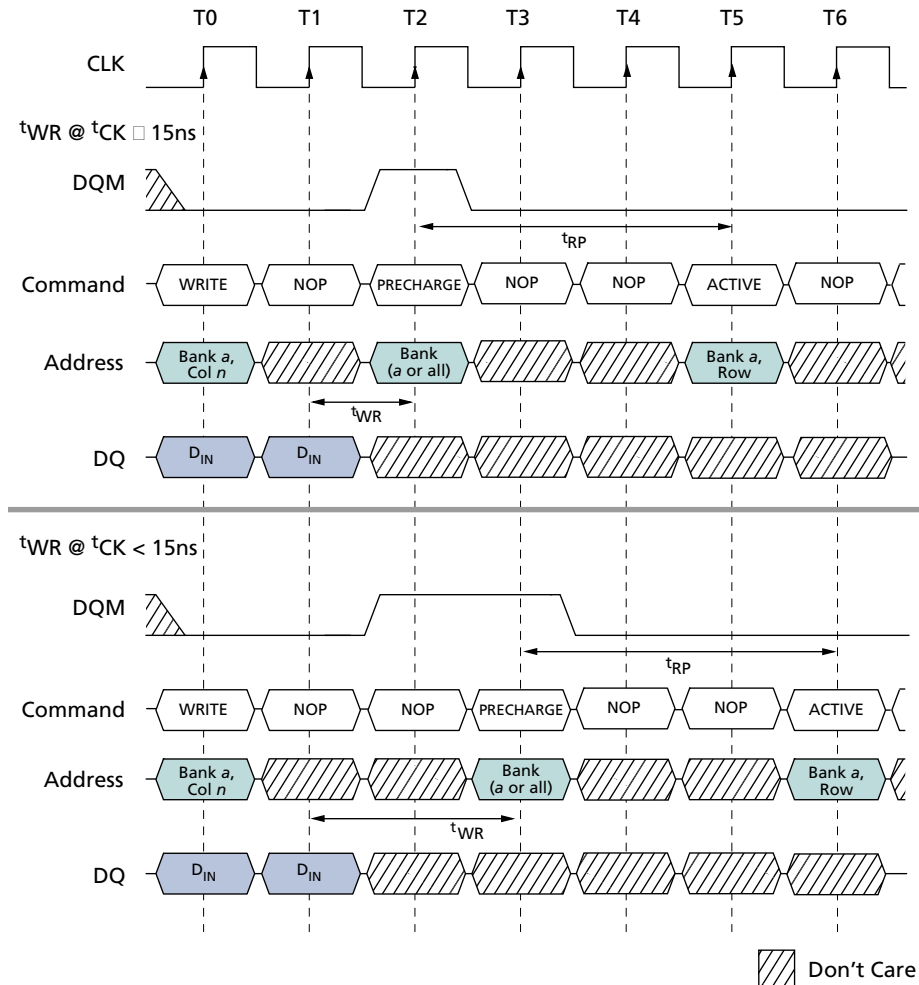 T0 T1 T2 T3 T4 T5 T6
CLK
tWR @ tCK □ 15ns
DQM
tRP
Command WRITE NOP PRECHARGE NOP NOP ACTIVE NOP
Address Bank a, Col n Bank (a or all) Bank a, Row
tWR
DQ DIN DIN
tWR @ tCK < 15ns
DQM
tRP
Command WRITE NOP NOP PRECHARGE NOP NOP ACTIVE
Address Bank a, Col n Bank (a or all) Bank a, Row
tWR
DQ DIN DIN
Don't Care